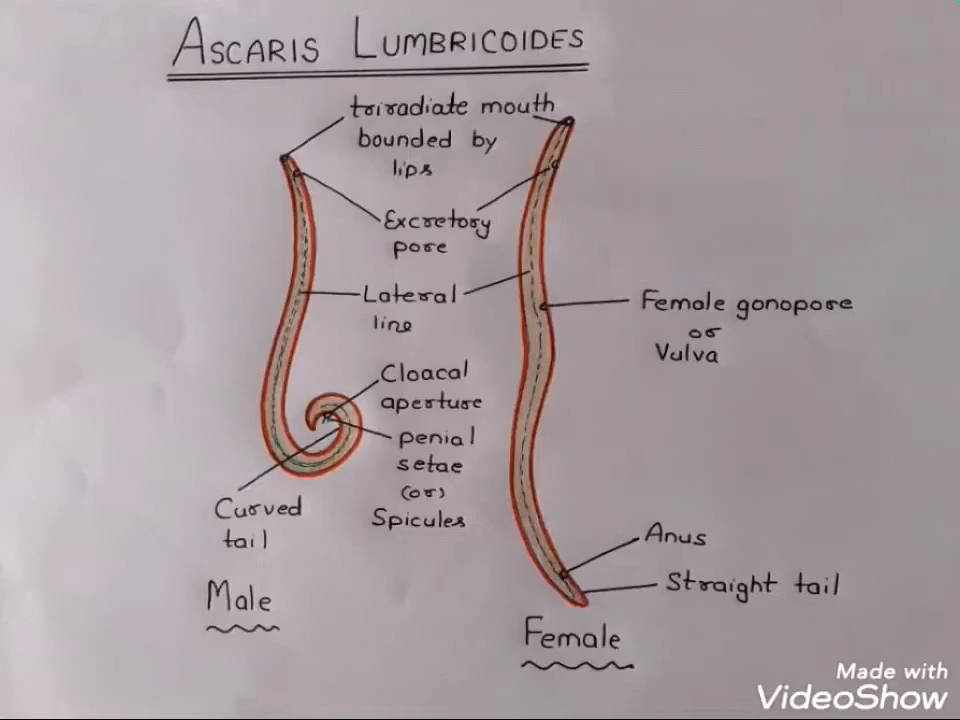 ASCARIS LUMBRICOIDES
triradiate mouth
bounded by
lips
Excretory
pore
Lateral
line
Female gonopore
or
Vulva
Cloacal
aperture
penial
setae
(or)
Spicules
Curved
tail
Male
Anus
Straight tail
Female
Made with
VideoShow